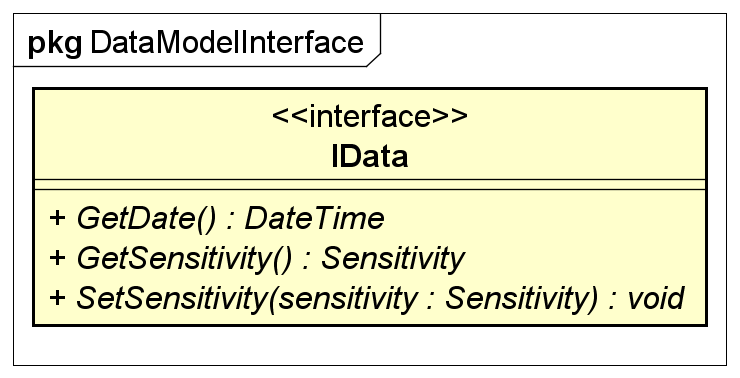 pkg DataModelInterface
<<interface>>
IData
+ GetDate() : DateTime
+ GetSensitivity() : Sensitivity
+ SetSensitivity(sensitivity : Sensitivity) : void